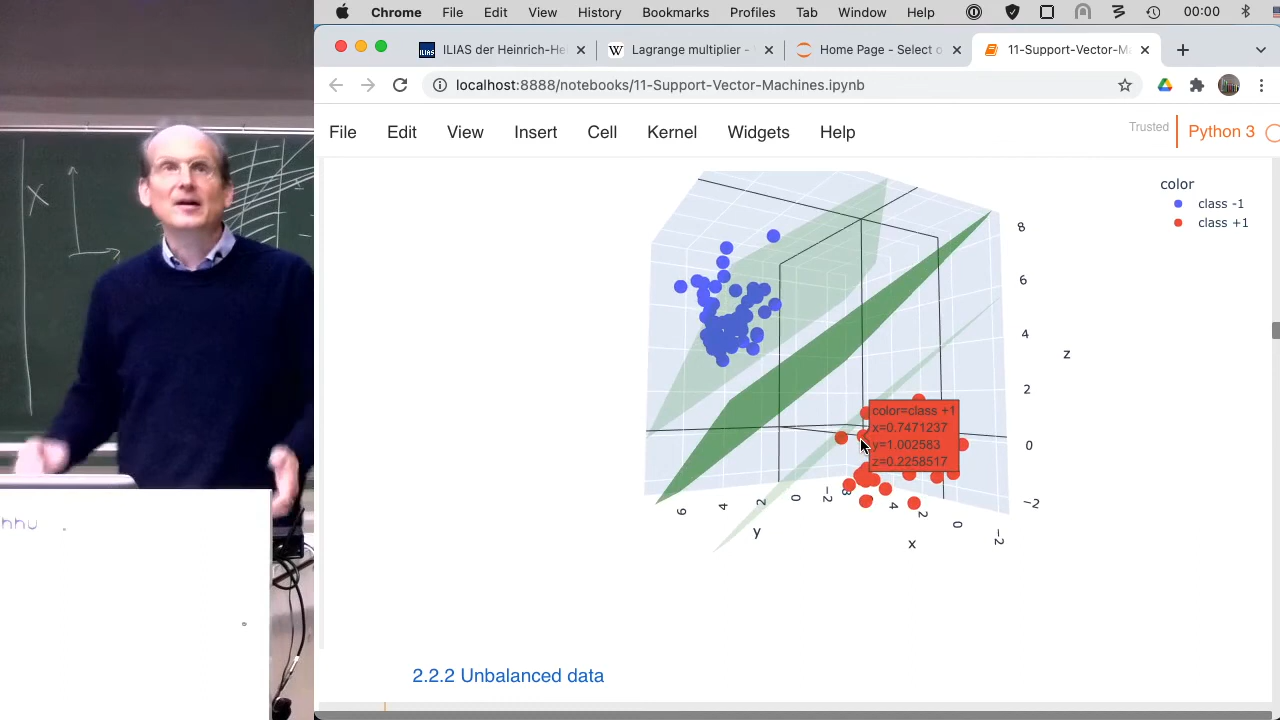 Chrome File Edit View History Bookmarks Profiles Tab Window Help 00:00
ILIAS der Heinrich-Hei
Lagrange multiplier -
Home Page - Select o
11-Support-Vector-M
localhost:8888/notebooks/11-Support-Vector-Machines.ipynb
File Edit View Insert Cell Kernel Widgets Help Trusted Python 3
color
class -1
class +1
X
8
6
4
2
0
−2
z
color=class +1
x=0.7471237
y=1.002583
z=0.2258517
6 4 2 0 −2
y
8 4 2 0 −2
x
hhu
2.2.2 Unbalanced data